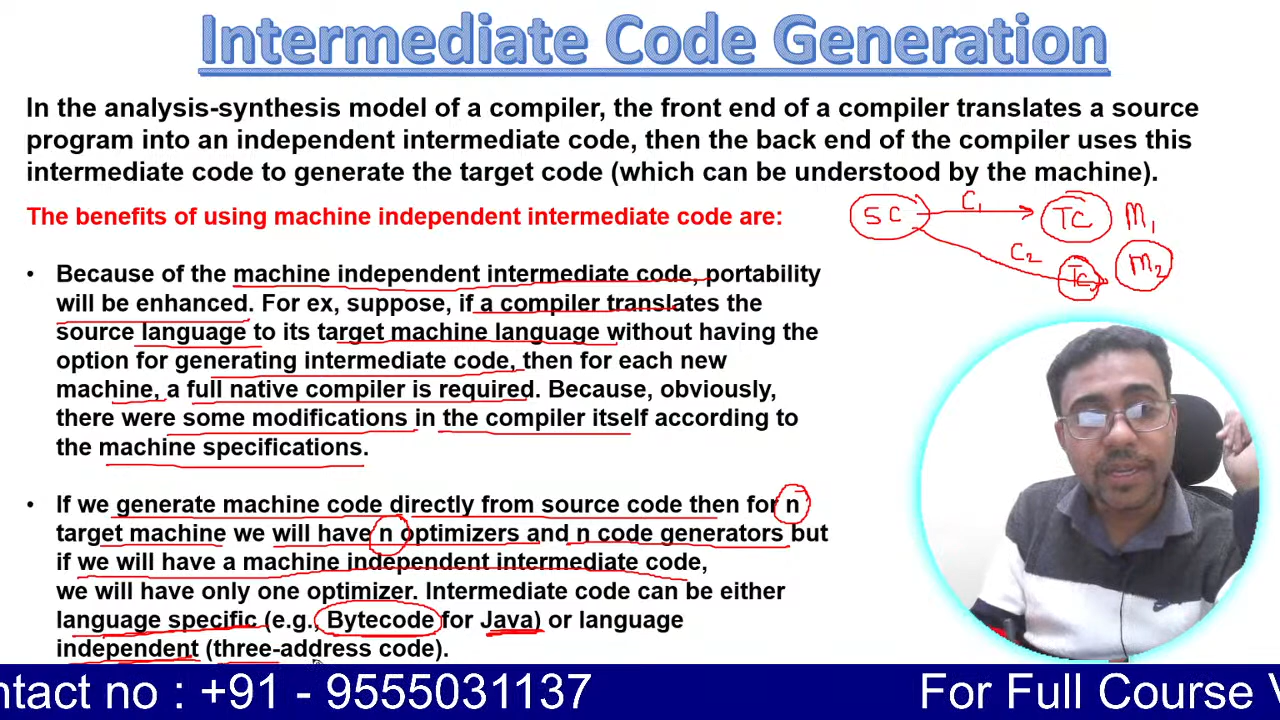 Intermediate Code Generation
In the analysis-synthesis model of a compiler, the front end of a compiler translates a source
program into an independent intermediate code, then the back end of the compiler uses this
intermediate code to generate the target code (which can be understood by the machine).
The benefits of using machine independent intermediate code are:
SC C1 TC M1
C2 TC M2
• Because of the machine independent intermediate code, portability
will be enhanced. For ex, suppose, if a compiler translates the
source language to its target machine language without having the
option for generating intermediate code, then for each new
machine, a full native compiler is required. Because, obviously,
there were some modifications in the compiler itself according to
the machine specifications.
• If we generate machine code directly from source code then for n
target machine we will have n optimizers and n code generators but
if we will have a machine independent intermediate code,
we will have only one optimizer. Intermediate code can be either
language specific (e.g., Bytecode for Java) or language
independent (three-address code).
ntact no : +91 - 9555031137 For Full Course V